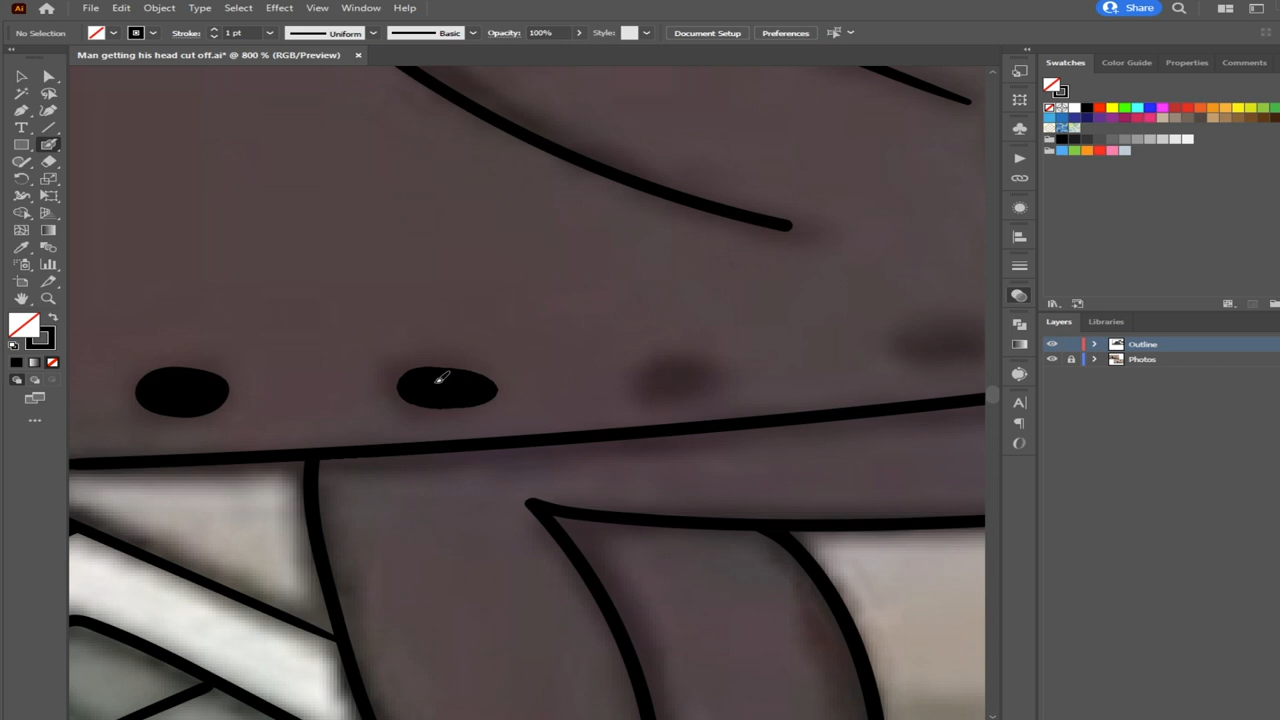 Ai File Edit Object Type Select Effect View Window Help Share
No Selection Stroke: 1 pt Uniform Basic Opacity: 100% Style: Document Setup Preferences
Man getting his head cut off.ai* @ 800 % (RGB/Preview) ×
Swatches Color Guide Properties Comments
Layers Libraries
Outline
Photos